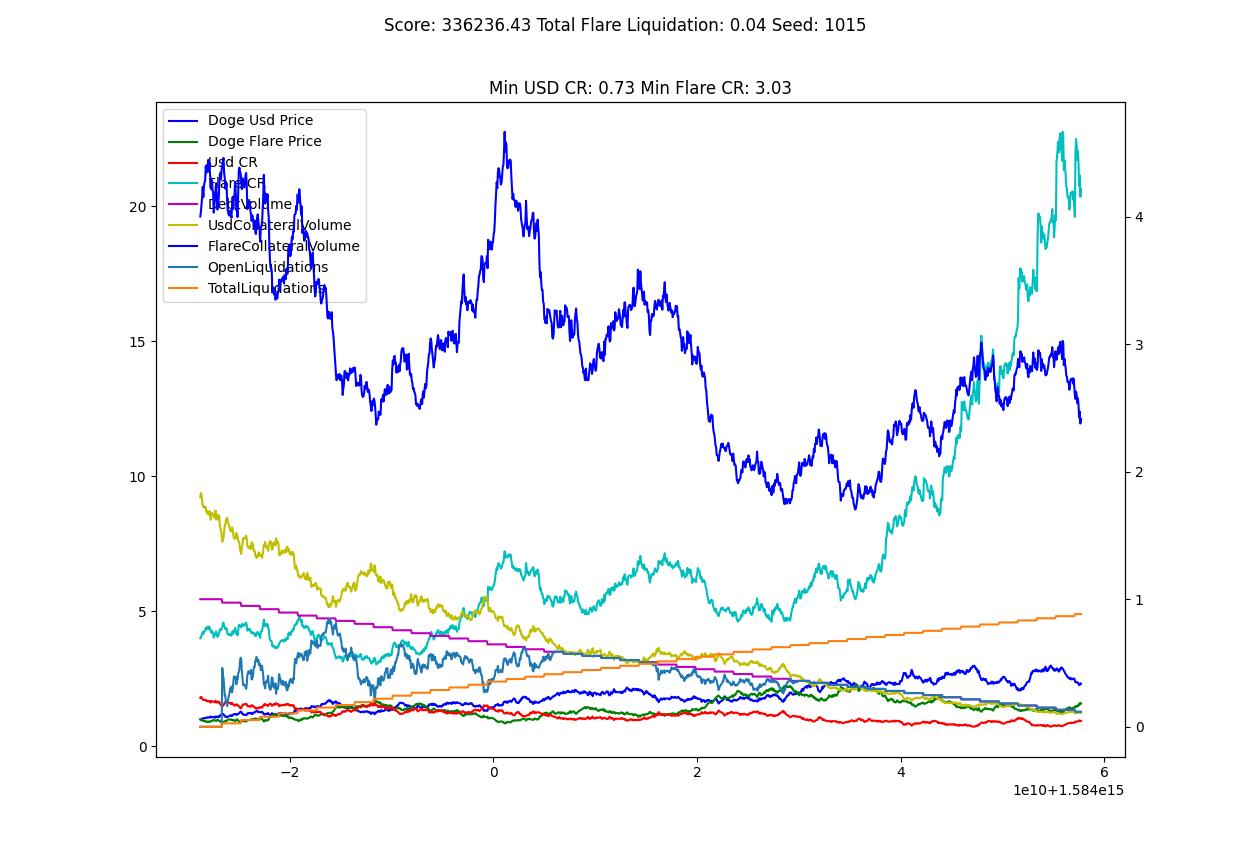 Score: 336236.43 Total Flare Liquidation: 0.04 Seed: 1015
Min USD CR: 0.73 Min Flare CR: 3.03
Doge Usd Price
Doge Flare Price
Usd CR
Flare CR
DebtVolume
UsdCollateralVolume
FlareCollateralVolume
OpenLiquidations
TotalLiquidations
20
15
10
5
0
4
3
2
1
0
−2
0
2
4
6
1e10+1.584e15